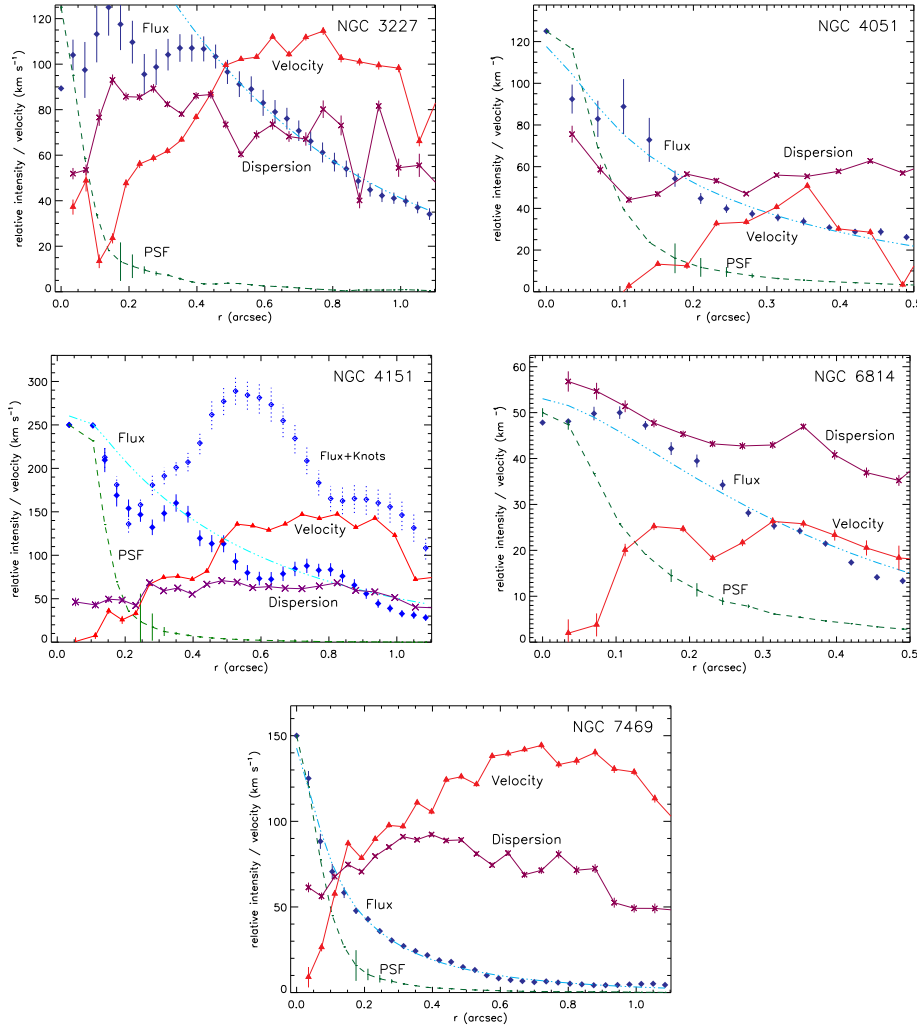 NGC 3227
relative intensity / velocity (km s⁻¹)
120
100
80
60
40
20
0
Flux
Velocity
Dispersion
PSF
0.0 0.2 0.4 0.6 0.8 1.0
r (arcsec)
NGC 4051
relative intensity / velocity (km s⁻)
120
100
80
60
40
20
0
Flux
Dispersion
Velocity
PSF
0.0 0.1 0.2 0.3 0.4 0.5
r (arcsec)
NGC 4151
relative intensity / velocity (km s⁻¹)
300
250
200
150
100
50
0
Flux
Flux+Knots
Velocity
PSF
Dispersion
0.0 0.2 0.4 0.6 0.8 1.0
r (arcsec)
NGC 6814
relative intensity / velocity (km s⁻¹)
60
50
40
30
20
10
0
Dispersion
Flux
Velocity
PSF
0.0 0.1 0.2 0.3 0.4 0.5
r (arcsec)
NGC 7469
relative intensity / velocity (km s⁻¹)
150
100
50
0
Velocity
Dispersion
Flux
PSF
0.0 0.2 0.4 0.6 0.8 1.0
r (arcsec)